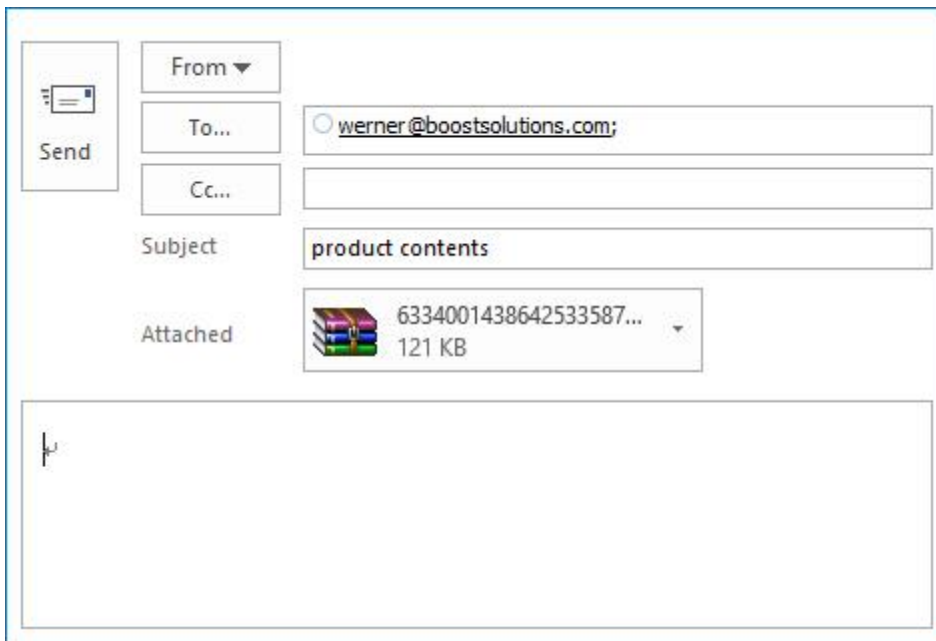 From
To...
werner@boostsolutions.com;
Send
Cc...
Subject
product contents
Attached
6334001438642533587...
121 KB